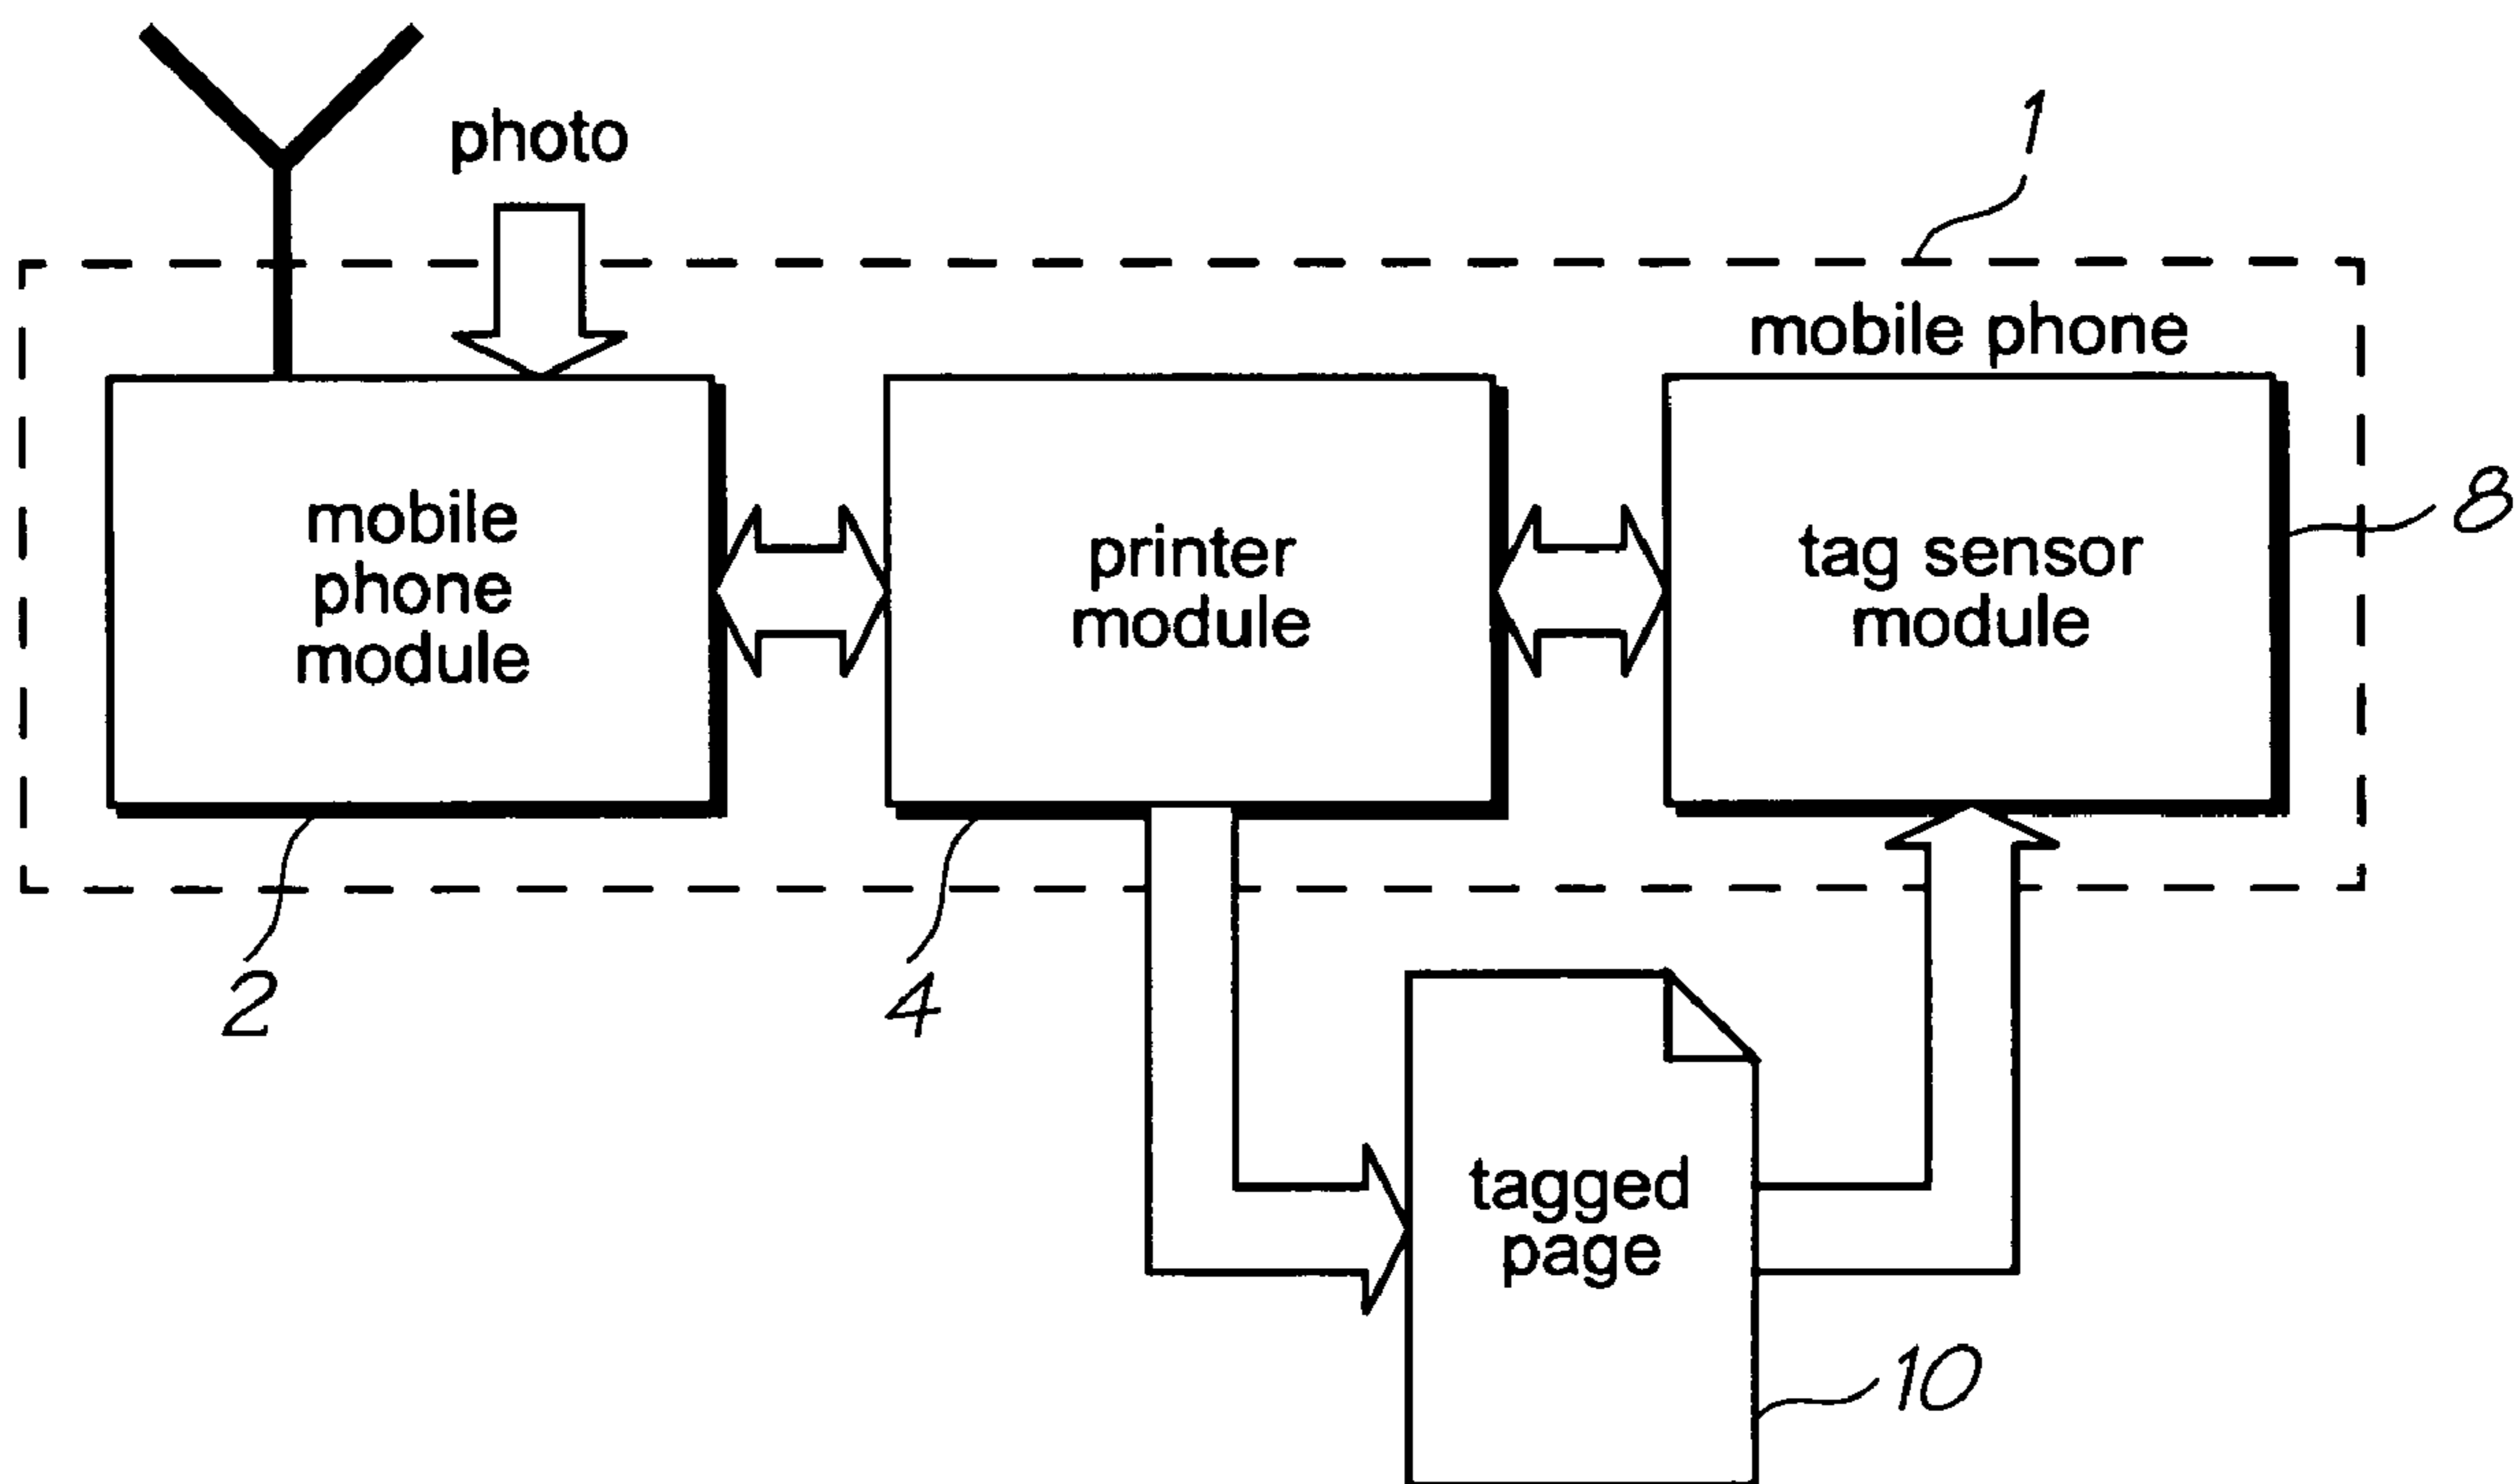 photo
1
mobile phone
mobile
phone
module
printer
module
tag sensor
module
8
2
4
tagged
page
10